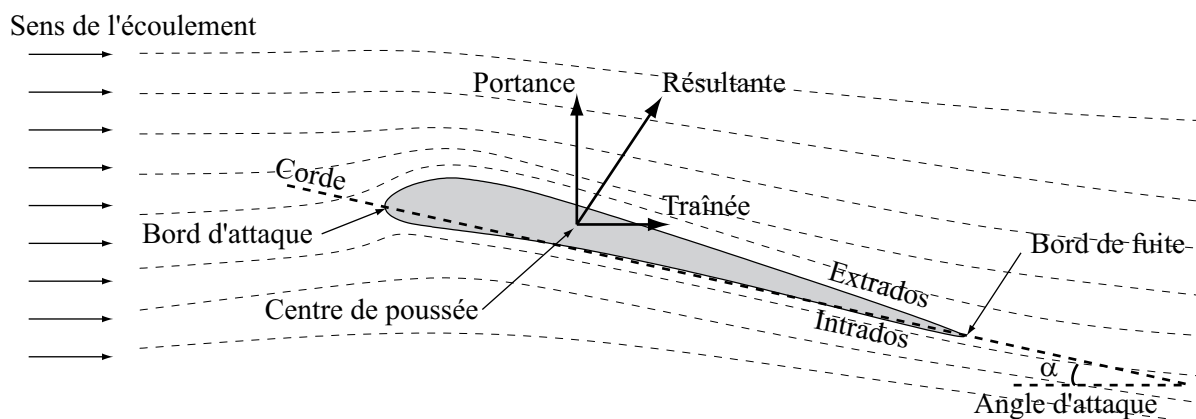 Sens de l'écoulement
Portance
Résultante
Corde
Traînée
Bord d'attaque
Bord de fuite
Extrados
Centre de poussée
Intrados
α
Angle d'attaque